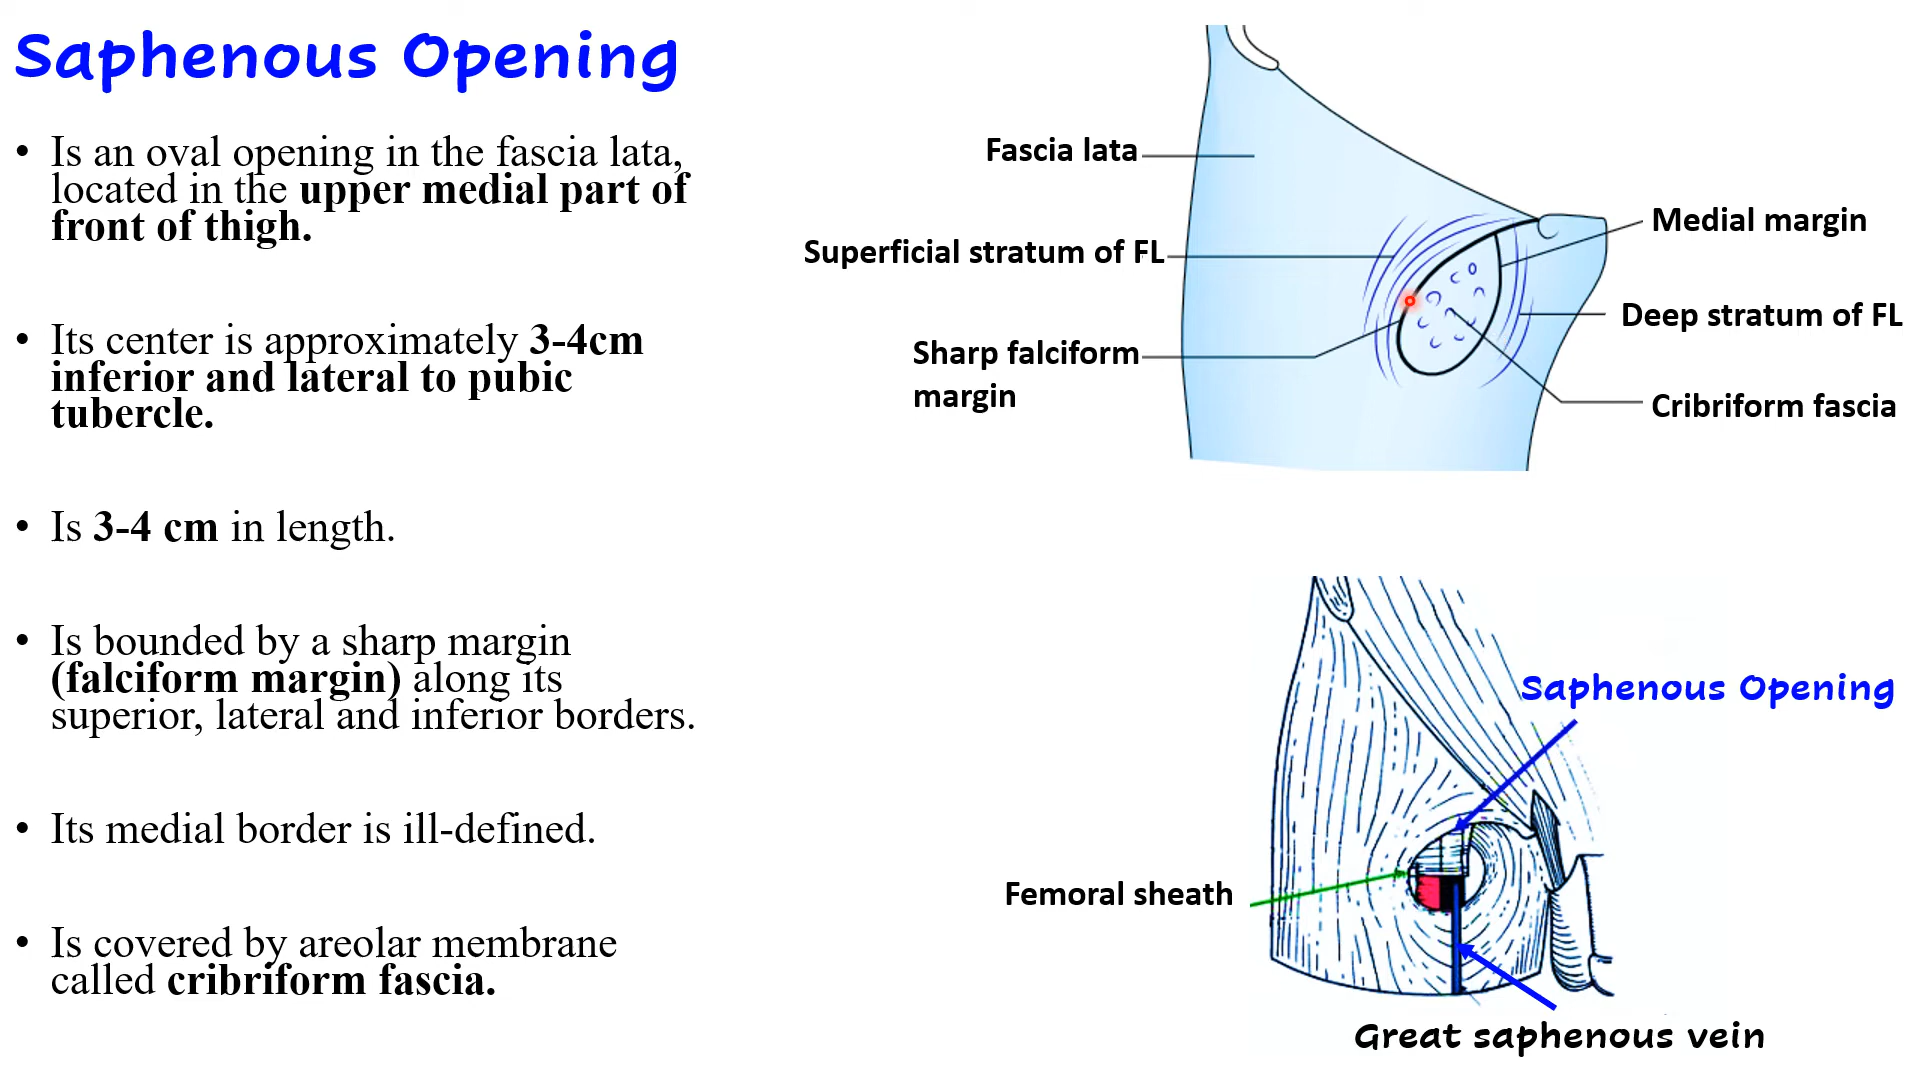 Saphenous Opening
• Is an oval opening in the fascia lata,
located in the upper medial part of
front of thigh.
• Its center is approximately 3-4cm
inferior and lateral to pubic
tubercle.
• Is 3-4 cm in length.
• Is bounded by a sharp margin
(falciform margin) along its
superior, lateral and inferior borders.
• Its medial border is ill-defined.
• Is covered by areolar membrane
called cribriform fascia.
Fascia lata
Superficial stratum of FL
Sharp falciform
margin
Medial margin
Deep stratum of FL
Cribriform fascia
Saphenous Opening
Femoral sheath
Great saphenous vein